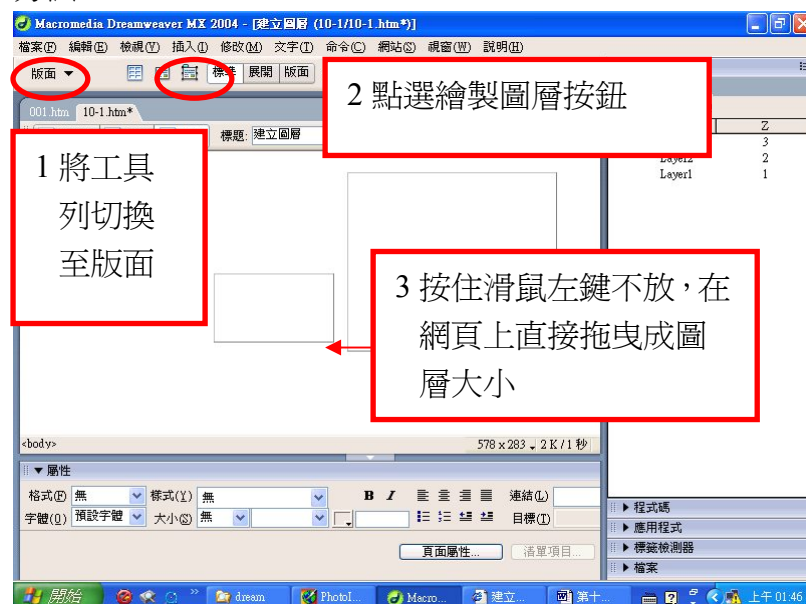 Macromedia Dreamweaver MX 2004 - [建立圖層 (10-1/10-1.htm*)]
檔案(F) 編輯(E) 檢視(V) 插入(I) 修改(M) 文字(T) 命令(C) 網站(S) 視窗(W) 說明(H)
版面 ▼ 標準 展開 版面
2 點選繪製圖層按鈕
001.htm 10-1.htm*
標題: 建立圖層
Z
3
Layer2 2
Layer1 1
1 將工具
列切換
至版面
3 按住滑鼠左鍵不放，在
網頁上直接拖曳成圖
層大小
<body> 578 x 283 2 K / 1 秒
▼ 屬性
格式(F) 無 樣式(Y) 無 B I 連結(L)
字體(O) 預設字體 大小(S) 無 目標(T)
頁面屬性... 清單項目...
▶ 程式碼
▶ 應用程式
▶ 標籤檢測器
▶ 檔案
開始 dream PhotoI... Macro... 建立... 第十... 上午 01:46